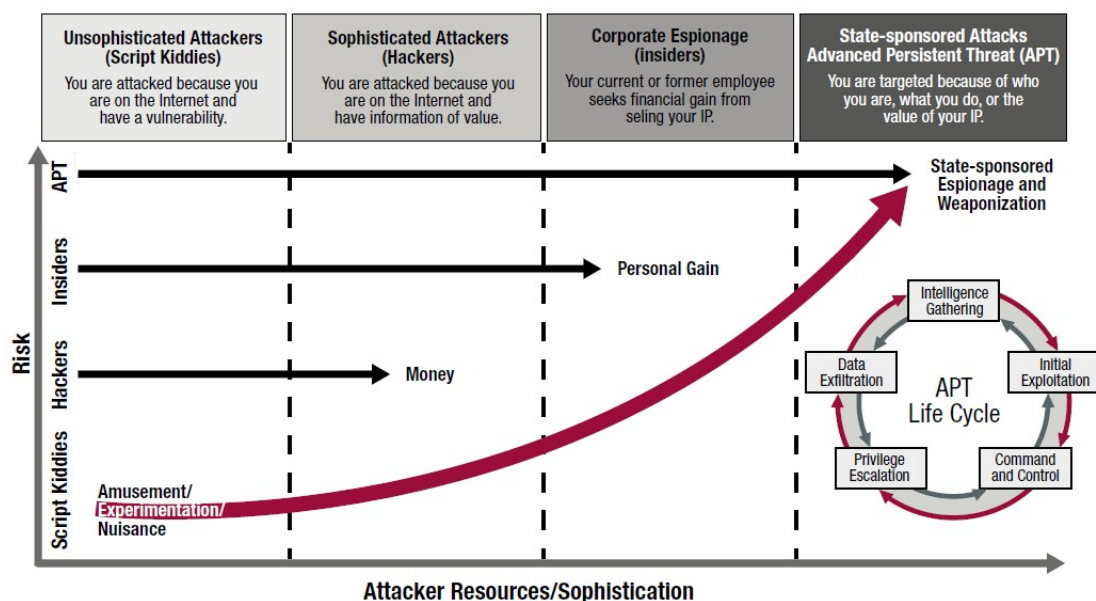 Unsophisticated Attackers
(Script Kiddies)
You are attacked because you
are on the Internet and
have a vulnerability.
Sophisticated Attackers
(Hackers)
You are attacked because you
are on the Internet and
have information of value.
Corporate Espionage
(insiders)
Your current or former employee
seeks financial gain from
seling your IP.
State-sponsored Attacks
Advanced Persistent Threat (APT)
You are targeted because of who
you are, what you do, or the
value of your IP.
Risk
APT
Insiders
Hackers
Script Kiddies
State-sponsored
Espionage and
Weaponization
Personal Gain
Money
Amusement/
Experimentation/
Nuisance
Intelligence
Gathering
Initial
Exploitation
Command
and Control
Privilege
Escalation
Data
Exfiltration
APT
Life Cycle
Attacker Resources/Sophistication